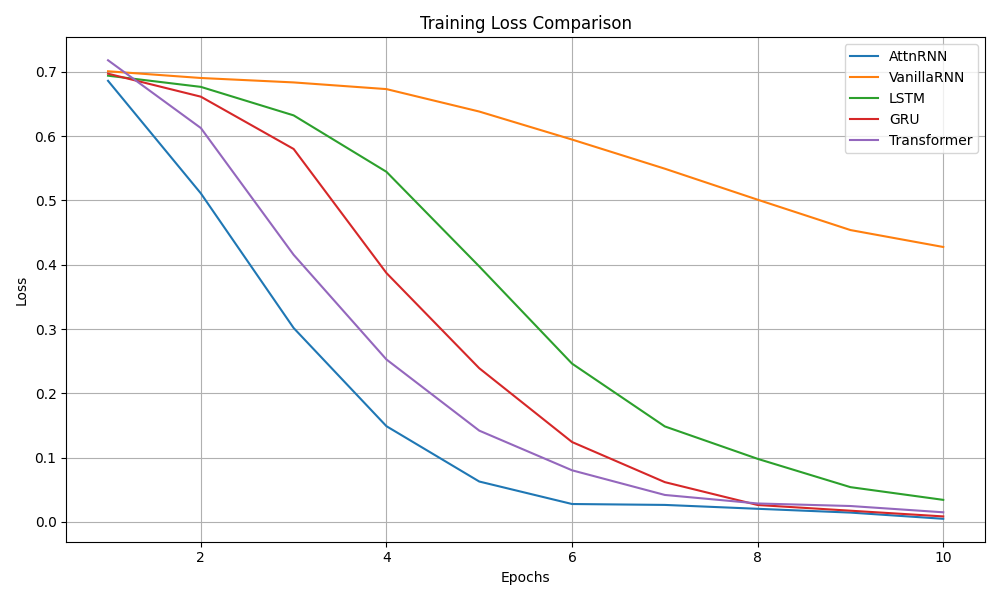 Training Loss Comparison
AttnRNN
VanillaRNN
LSTM
GRU
Transformer
Loss
0.7
0.6
0.5
0.4
0.3
0.2
0.1
0.0
2 4 6 8 10
Epochs